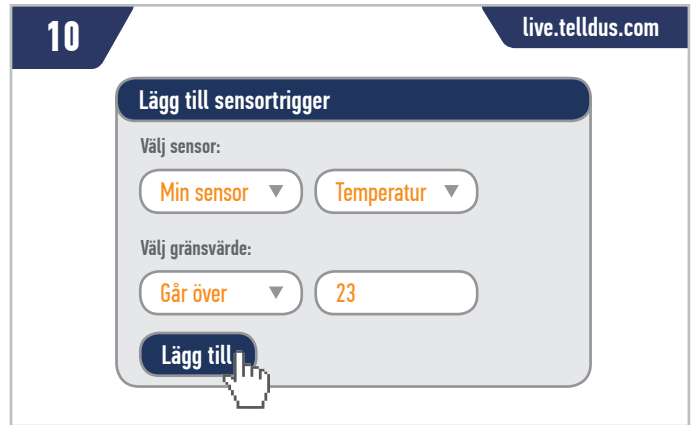 10
live.telldus.com
Lägg till sensortrigger
Välj sensor:
Min sensor Temperatur
Välj gränsvärde:
Går över 23
Lägg till